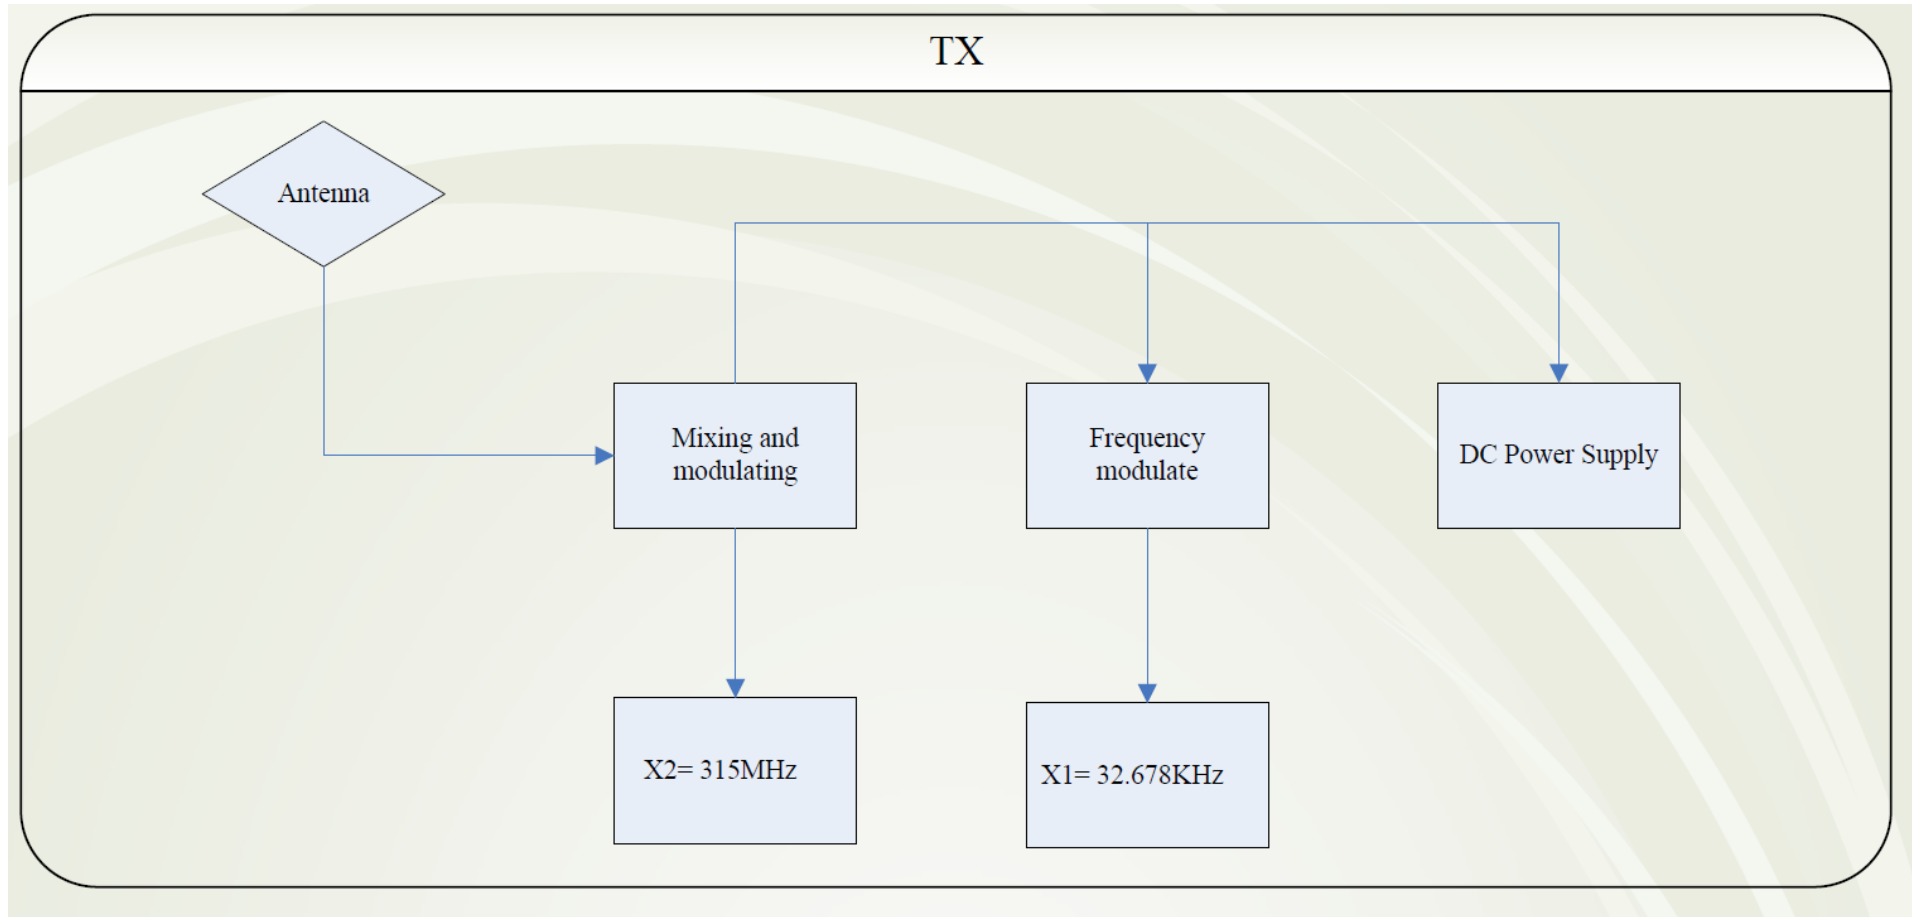 TX
Antenna
Mixing and
modulating
Frequency
modulate
DC Power Supply
X2= 315MHz
X1= 32.678KHz